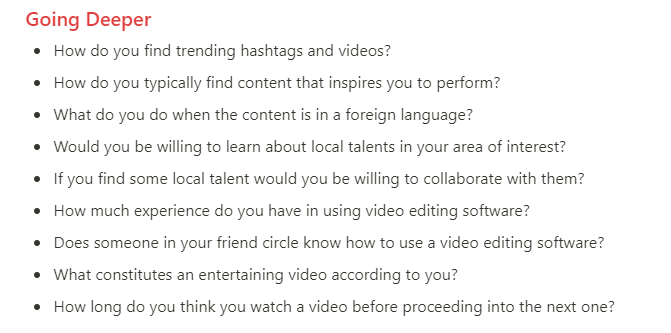 Going Deeper
• How do you find trending hashtags and videos?
• How do you typically find content that inspires you to perform?
• What do you do when the content is in a foreign language?
• Would you be willing to learn about local talents in your area of interest?
• If you find some local talent would you be willing to collaborate with them?
• How much experience do you have in using video editing software?
• Does someone in your friend circle know how to use a video editing software?
• What constitutes an entertaining video according to you?
• How long do you think you watch a video before proceeding into the next one?